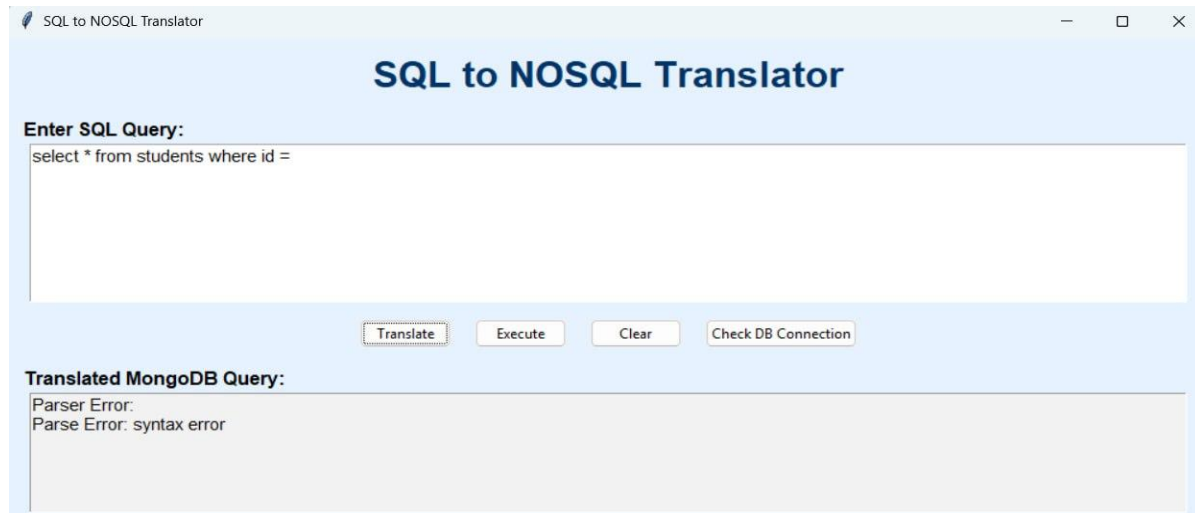 SQL to NOSQL Translator
SQL to NOSQL Translator
Enter SQL Query:
select * from students where id =
Translate Execute Clear Check DB Connection
Translated MongoDB Query:
Parser Error:
Parse Error: syntax error